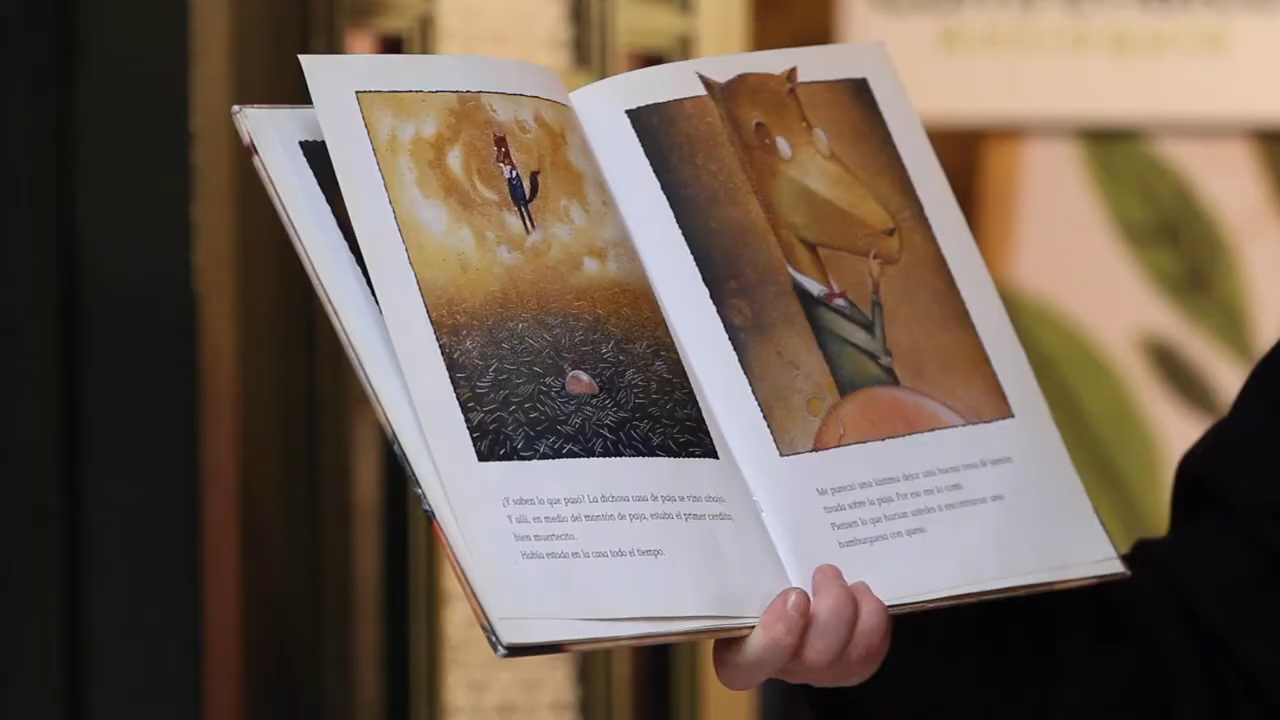 ¿Y saben lo que pasó? La dichosa casa de paja se vino abajo.
Y allí, en medio del montón de paja, estaba el primer cerdito,
bien muertecito.
Había estado en la casa todo el tiempo.
Me pareció una lástima dejar una buena cena de jamón
tirada sobre la paja. Por eso me lo comí.
Piensen lo que harían ustedes si encontraran una
hamburguesa con queso.